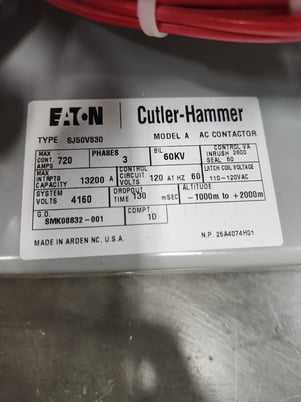 EATON Cutler-Hammer
TYPE SJ50V830 MODEL A AC CONTACTOR
MAX CONT. AMPS 720 PHASES 3 BIL 60KV CONTROL VA INRUSH 2600 SEAL 50
MAX INTRPTG CAPACITY 13200 A CONTROL CIRCUIT VOLTS 120 AT HZ 60 LATCH COIL VOLTAGE 110-120VAC
SYSTEM VOLTS 4160 DROPOUT TIME 130 mSEC ALTITUDE -1000m to +2000m
G.O. SMK08832-001 COMPT. 1D
MADE IN ARDEN NC. U.S.A. N.P. 25A4074H01